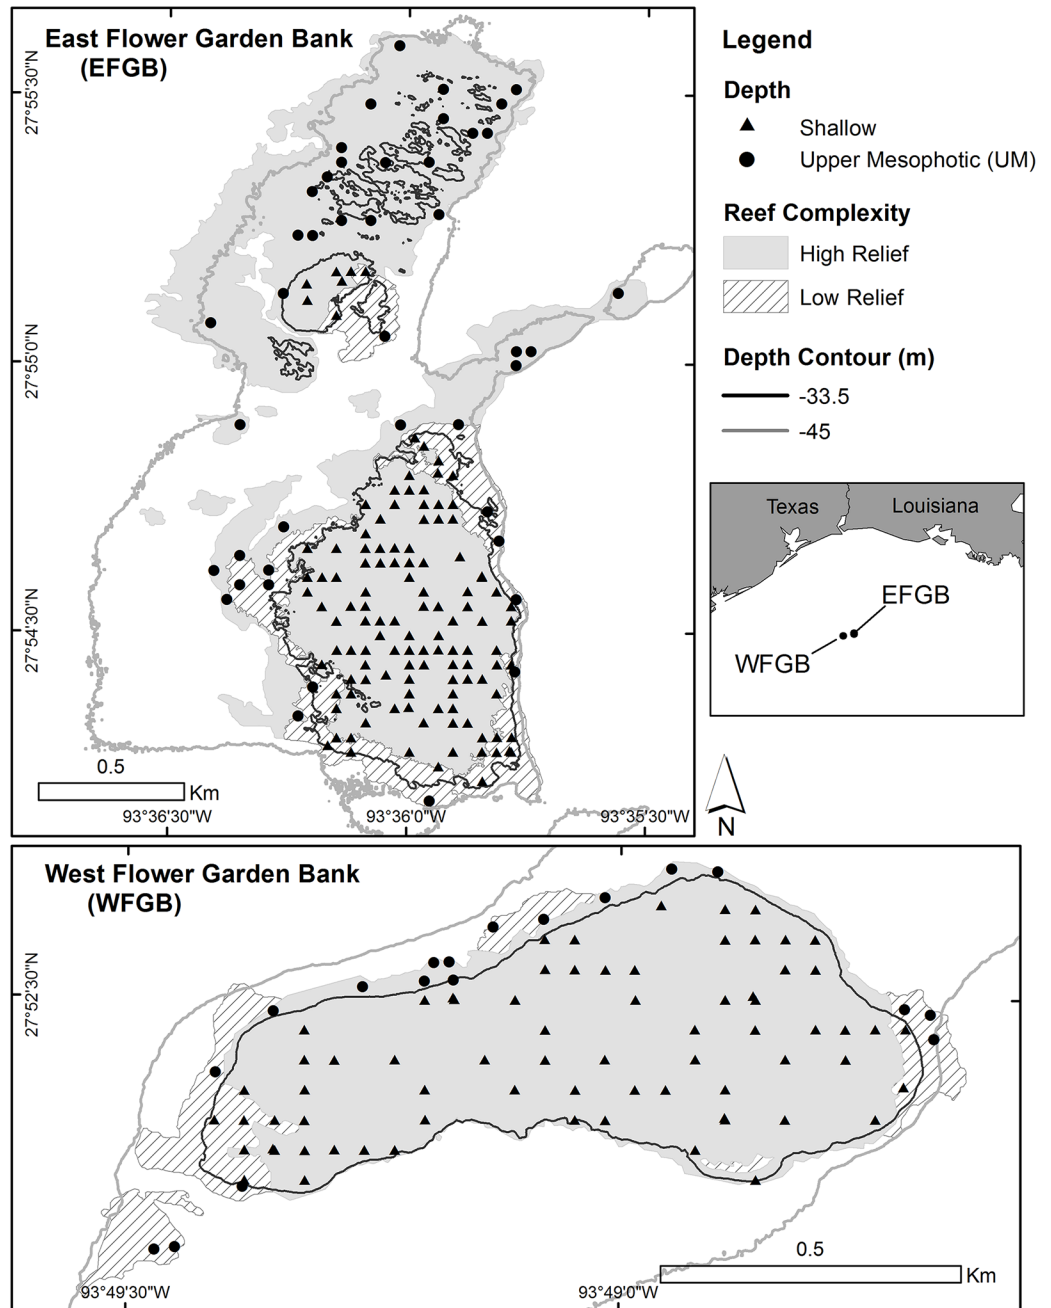 East Flower Garden Bank
(EFGB)
27°55'30"N
27°55'0"N
27°54'30"N
0.5
Km
93°36'30"W
93°36'0"W
93°35'30"W
Legend
Depth
Shallow
Upper Mesophotic (UM)
Reef Complexity
High Relief
Low Relief
Depth Contour (m)
-33.5
-45
Texas
Louisiana
EFGB
WFGB
N
West Flower Garden Bank
(WFGB)
27°52'30"N
93°49'30"W
93°49'0"W
0.5
Km